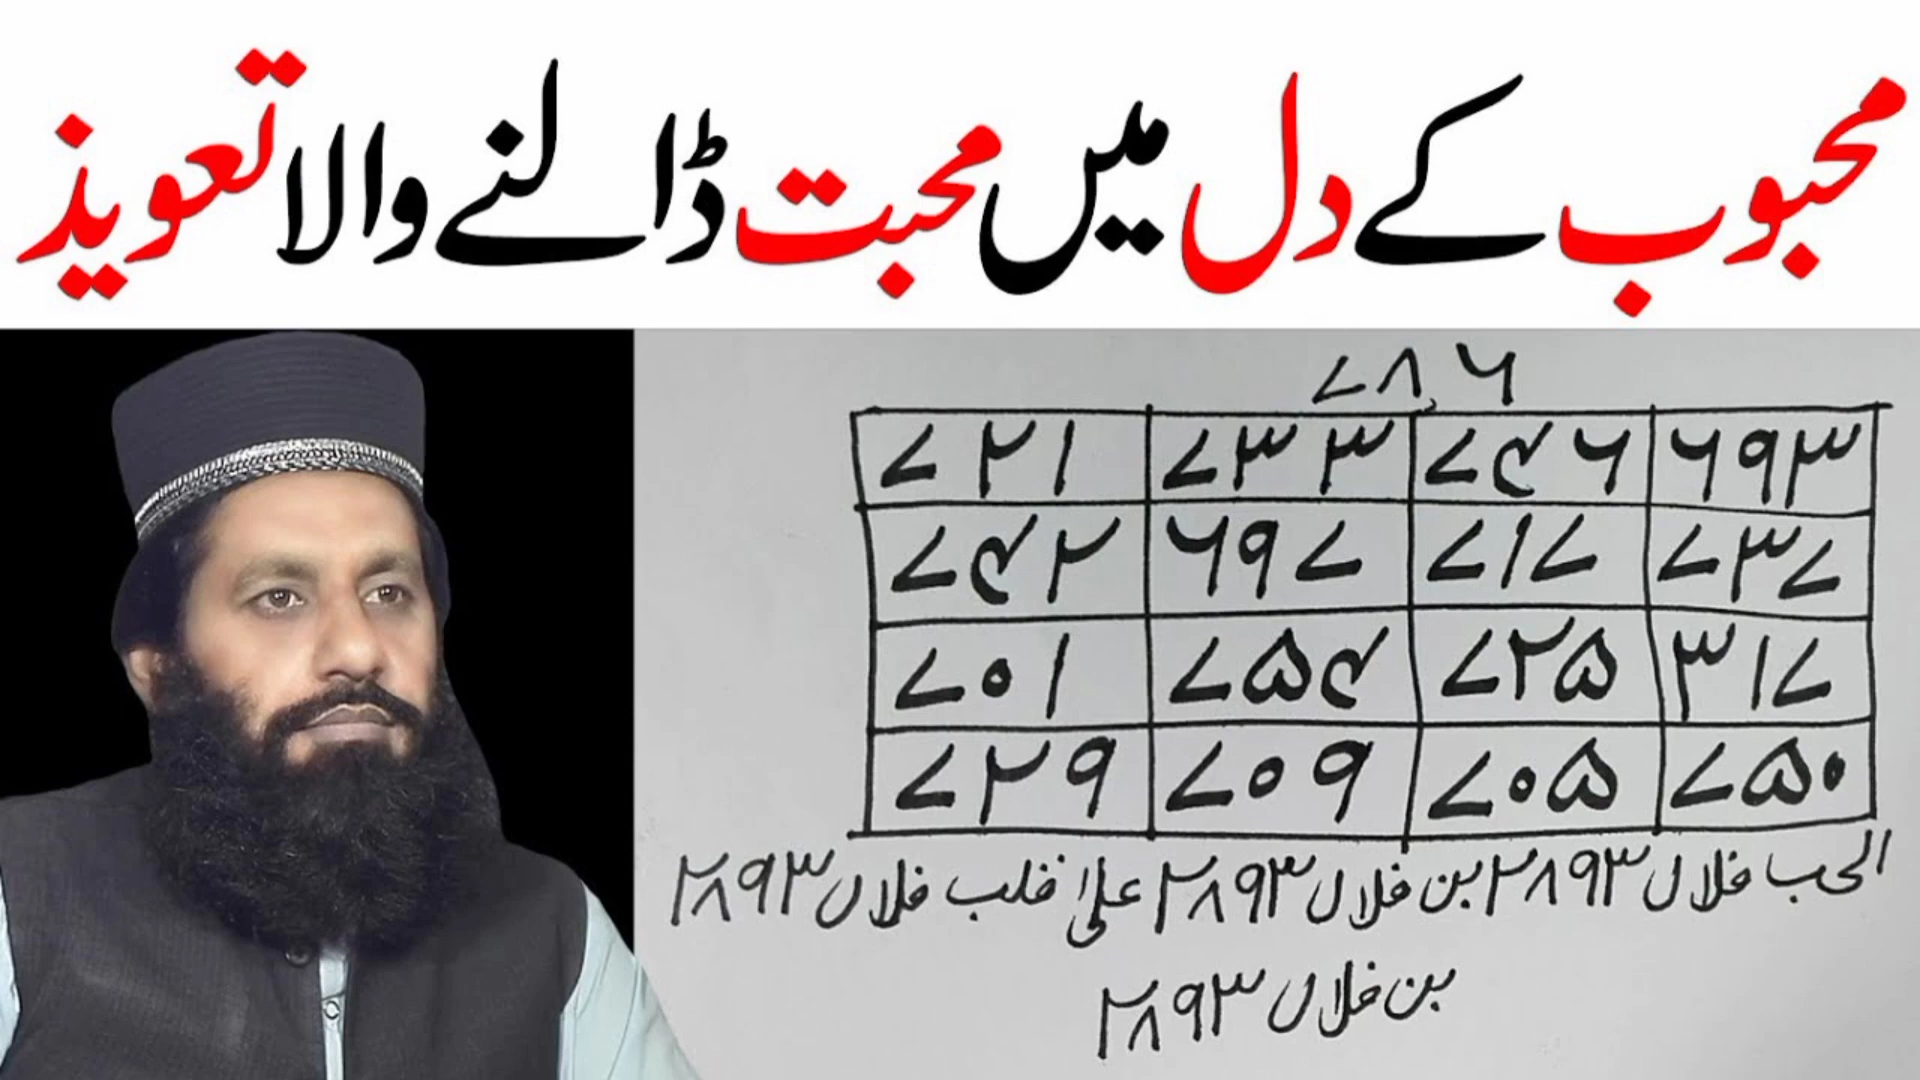 محبوب کے دل میں محبت ڈالنے والا تعویذ
۷۸۶
۷۲۱ ۷۳۳ ۷۴۶ ۶۹۳
۷۴۲ ۶۹۷ ۷۱۷ ۷۳۷
۷۰۱ ۷۵۴ ۷۲۵ ۳۱۷
۷۲۹ ۷۰۹ ۷۰۵ ۷۵۰
الحب فلاں ۲۸۹۳ بن فلاں ۲۸۹۳ علیٰ قلب فلاں ۲۸۹۳
بن فلاں ۲۸۹۳